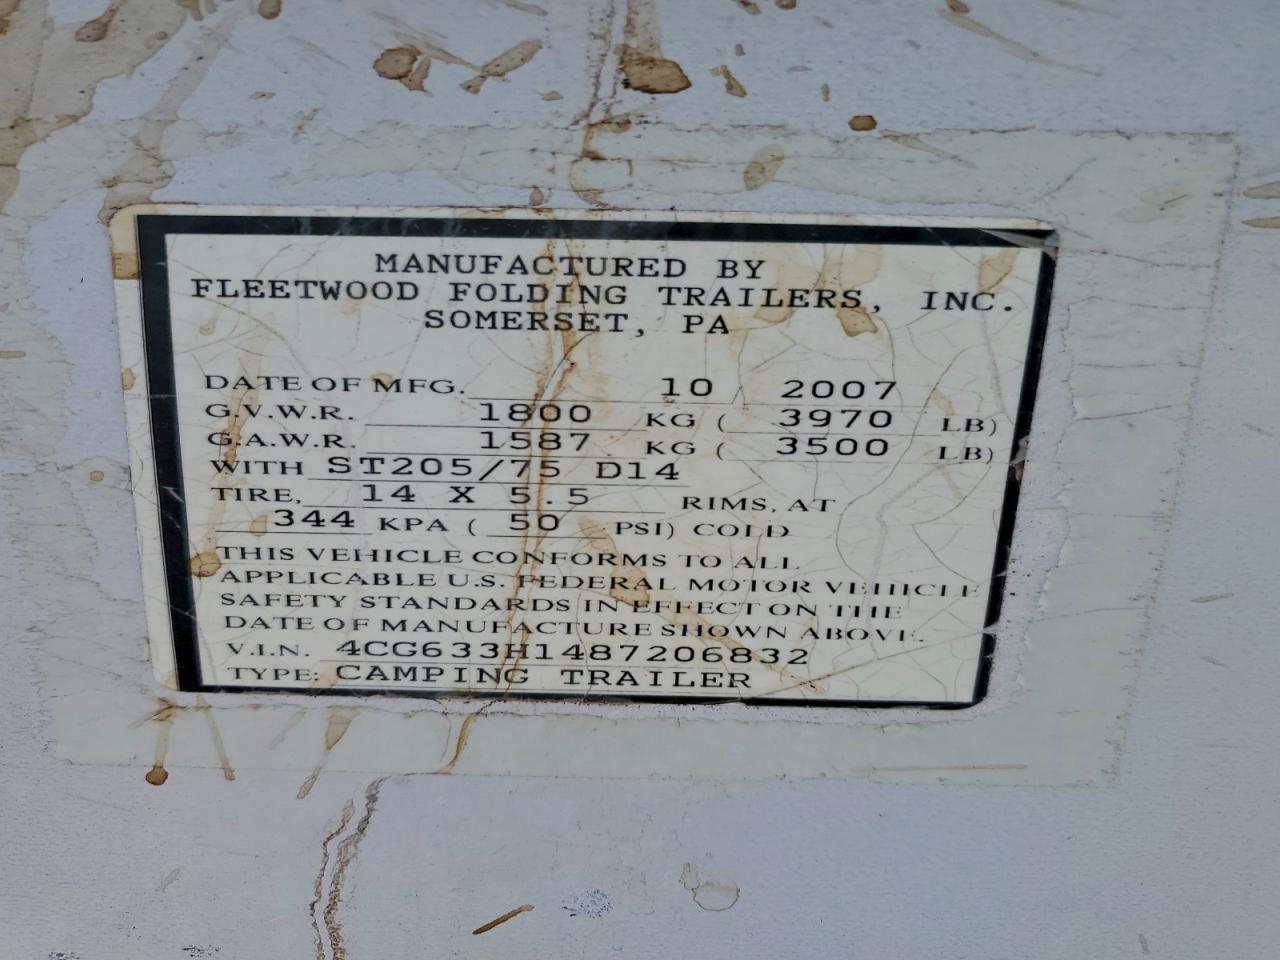 MANUFACTURED BY
FLEETWOOD FOLDING TRAILERS, INC.
SOMERSET, PA
DATE OF MFG. 10 2007
G.V.W.R. 1800 KG ( 3970 LB)
G.A.W.R. 1587 KG ( 3500 LB)
WITH ST205/75 D14
TIRE, 14 X 5.5 RIMS, AT
344 KPA ( 50 PSI) COLD
THIS VEHICLE CONFORMS TO ALL
APPLICABLE U.S. FEDERAL MOTOR VEHICLE
SAFETY STANDARDS IN EFFECT ON THE
DATE OF MANUFACTURE SHOWN ABOVE.
V.I.N. 4CG633H1487206832
TYPE: CAMPING TRAILER